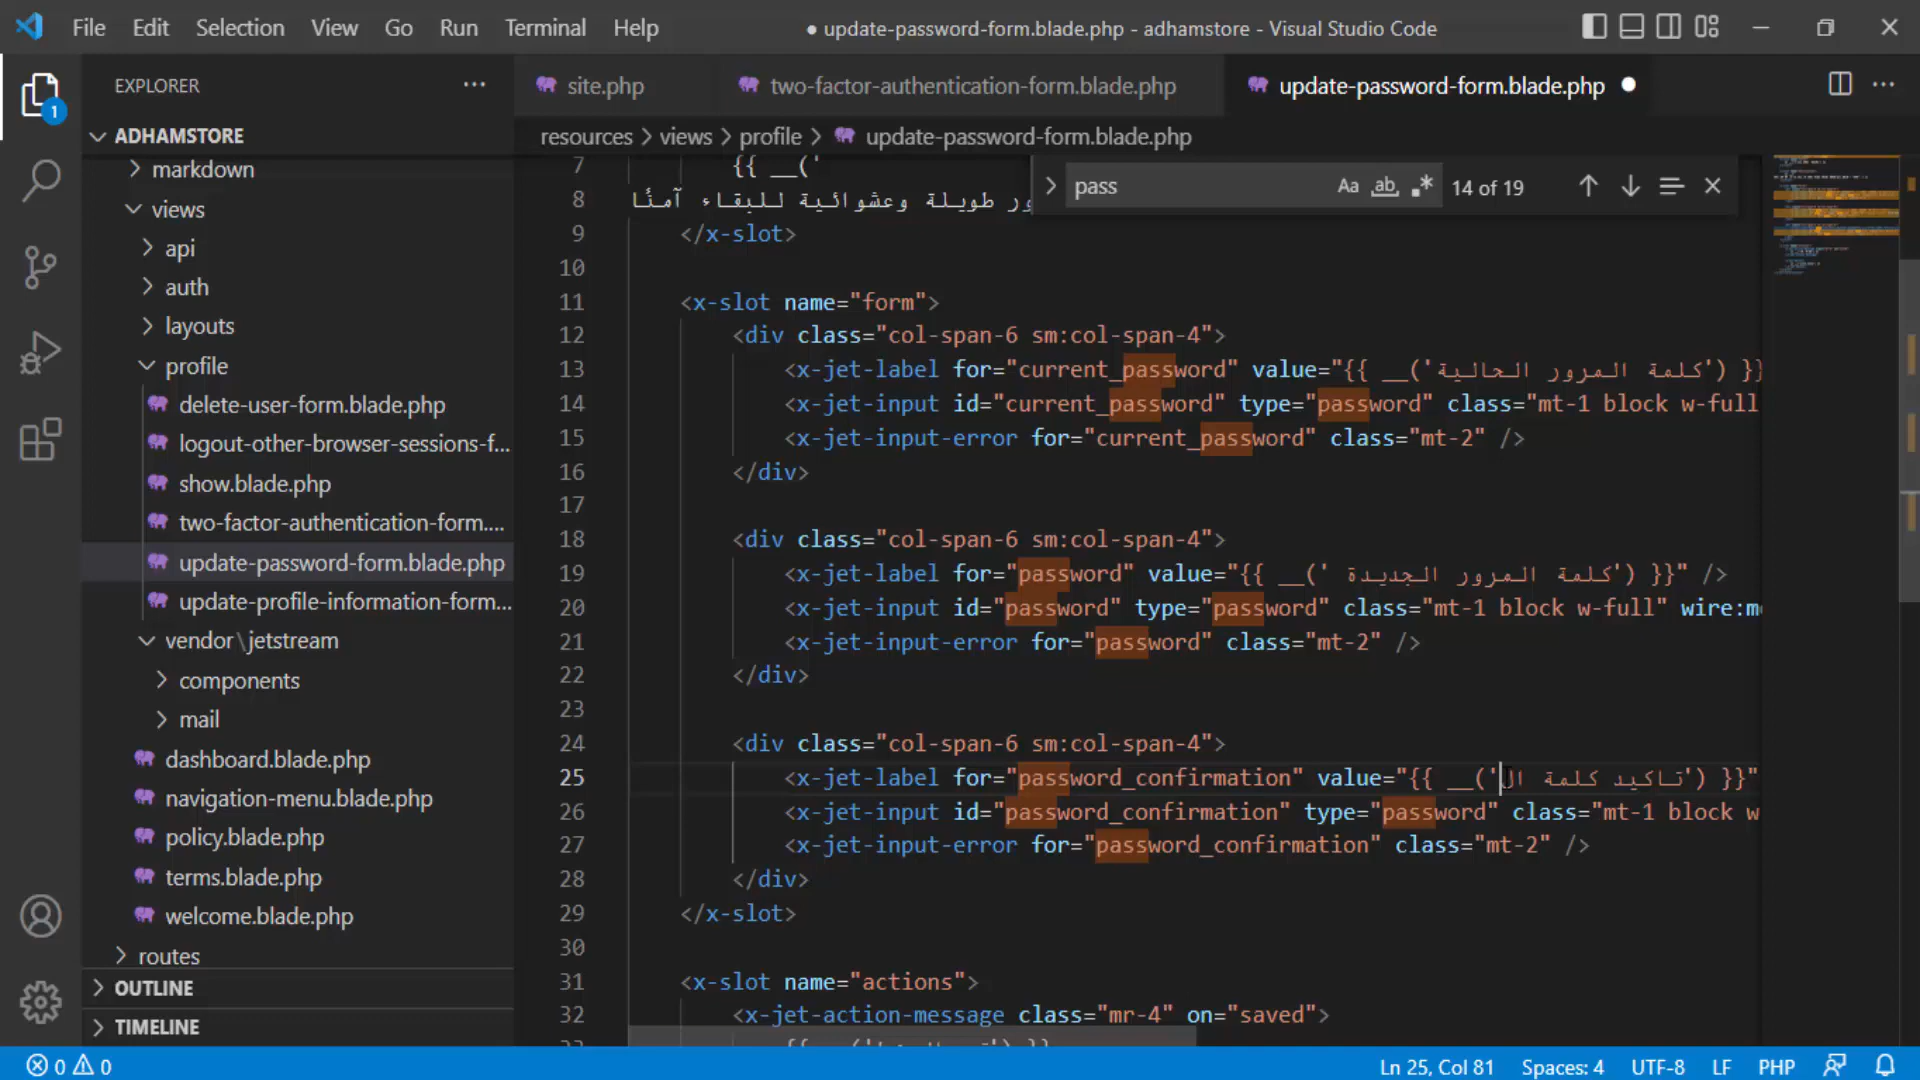 File Edit Selection View Go Run Terminal Help
● update-password-form.blade.php - adhamstore - Visual Studio Code
EXPLORER ···
1
ADHAMSTORE
markdown
views
api
auth
layouts
profile
delete-user-form.blade.php
logout-other-browser-sessions-f...
show.blade.php
two-factor-authentication-form....
update-password-form.blade.php
update-profile-information-form...
vendor\jetstream
components
mail
dashboard.blade.php
navigation-menu.blade.php
policy.blade.php
terms.blade.php
welcome.blade.php
routes
OUTLINE
TIMELINE
site.php two-factor-authentication-form.blade.php update-password-form.blade.php ●
resources > views > profile > update-password-form.blade.php
pass Aa ab .* 14 of 19
7 {{ __('
8 ور طويلة وعشوائية للبقاء آمنًا
9 </x-slot>
10
11 <x-slot name="form">
12 <div class="col-span-6 sm:col-span-4">
13 <x-jet-label for="current_password" value="{{ __('كلمة المرور الحالية') }}
14 <x-jet-input id="current_password" type="password" class="mt-1 block w-full
15 <x-jet-input-error for="current_password" class="mt-2" />
16 </div>
17
18 <div class="col-span-6 sm:col-span-4">
19 <x-jet-label for="password" value="{{ __('كلمة المرور الجديدة ') }}" />
20 <x-jet-input id="password" type="password" class="mt-1 block w-full" wire:m
21 <x-jet-input-error for="password" class="mt-2" />
22 </div>
23
24 <div class="col-span-6 sm:col-span-4">
25 <x-jet-label for="password_confirmation" value="{{ __('تاكيد كلمة ال') }}"
26 <x-jet-input id="password_confirmation" type="password" class="mt-1 block w
27 <x-jet-input-error for="password_confirmation" class="mt-2" />
28 </div>
29 </x-slot>
30
31 <x-slot name="actions">
32 <x-jet-action-message class="mr-4" on="saved">
0 0 Ln 25, Col 81 Spaces: 4 UTF-8 LF PHP